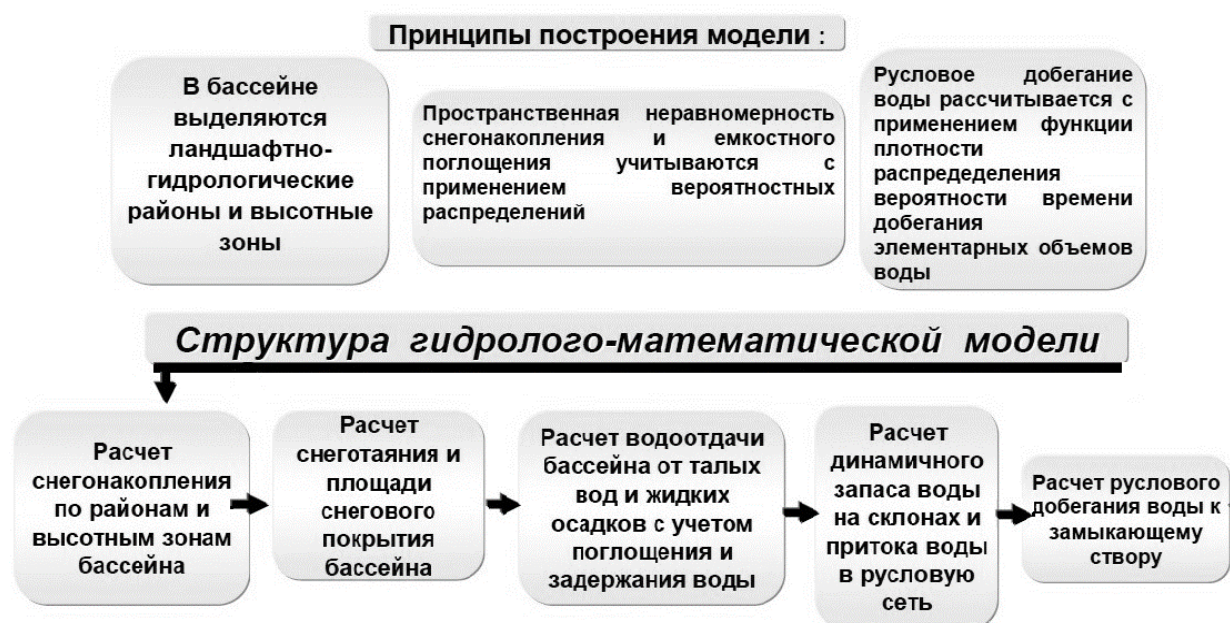 Принципы построения модели :
В бассейне
выделяются
ландшафтно-
гидрологические
районы и высотные
зоны
Пространственная неравномерность
снегонакопления и емкостного
поглощения учитываются с
применением вероятностных
распределений
Русловое добегание
воды рассчитывается с
применением функции
плотности
распредеделения
вероятности времени
добегания
элементарных объемов
воды
Структура гидролого-математической модели
Расчет
снегонакопления
по районам и
высотным зонам
бассейна
Расчет
снеготаяния и
площади
снегового
покрытия
бассейна
Расчет водоотдачи
бассейна от талых
вод и жидких
осадков с учетом
поглощения и
задержания воды
Расчет
динамичного
запаса воды
на склонах и
притока воды
в русловую
сеть
Расчет руслового
добегания воды к
замыкающему
створу